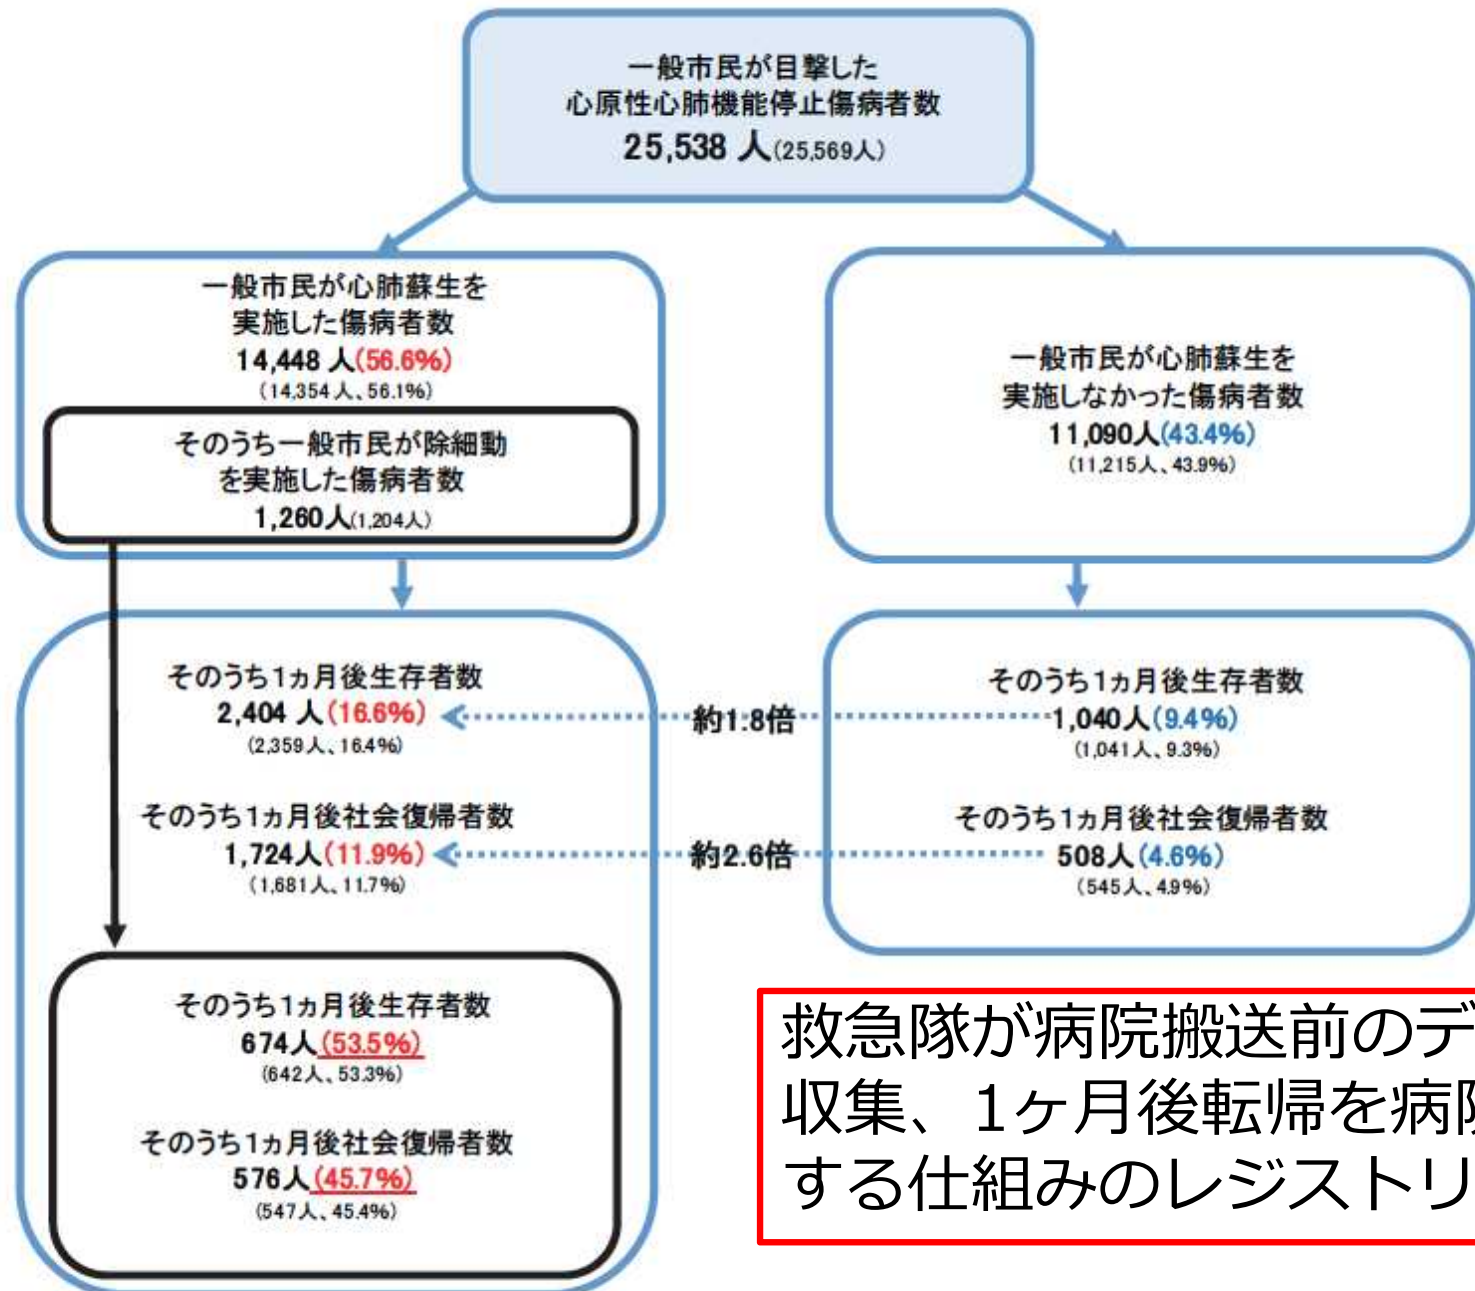 一般市民が目撃した
心原性心肺機能停止傷病者数
25,538 人(25,569人)
一般市民が心肺蘇生を
実施した傷病者数
14,448 人(56.6%)
(14,354人、56.1%)
そのうち一般市民が除細動
を実施した傷病者数
1,260人(1,204人)
一般市民が心肺蘇生を
実施しなかった傷病者数
11,090人(43.4%)
(11,215人、43.9%)
そのうち1ヵ月後生存者数
2,404 人(16.6%)
(2,359人、16.4%)
約1.8倍
そのうち1ヵ月後生存者数
1,040人(9.4%)
(1,041人、9.3%)
そのうち1ヵ月後社会復帰者数
1,724人(11.9%)
(1,681人、11.7%)
約2.6倍
そのうち1ヵ月後社会復帰者数
508人(4.6%)
(545人、4.9%)
そのうち1ヵ月後生存者数
674人(53.5%)
(642人、53.3%)
そのうち1ヵ月後社会復帰者数
576人(45.7%)
(547人、45.4%)
救急隊が病院搬送前のデ
収集、1ヶ月後転帰を病院
する仕組みのレジストリ